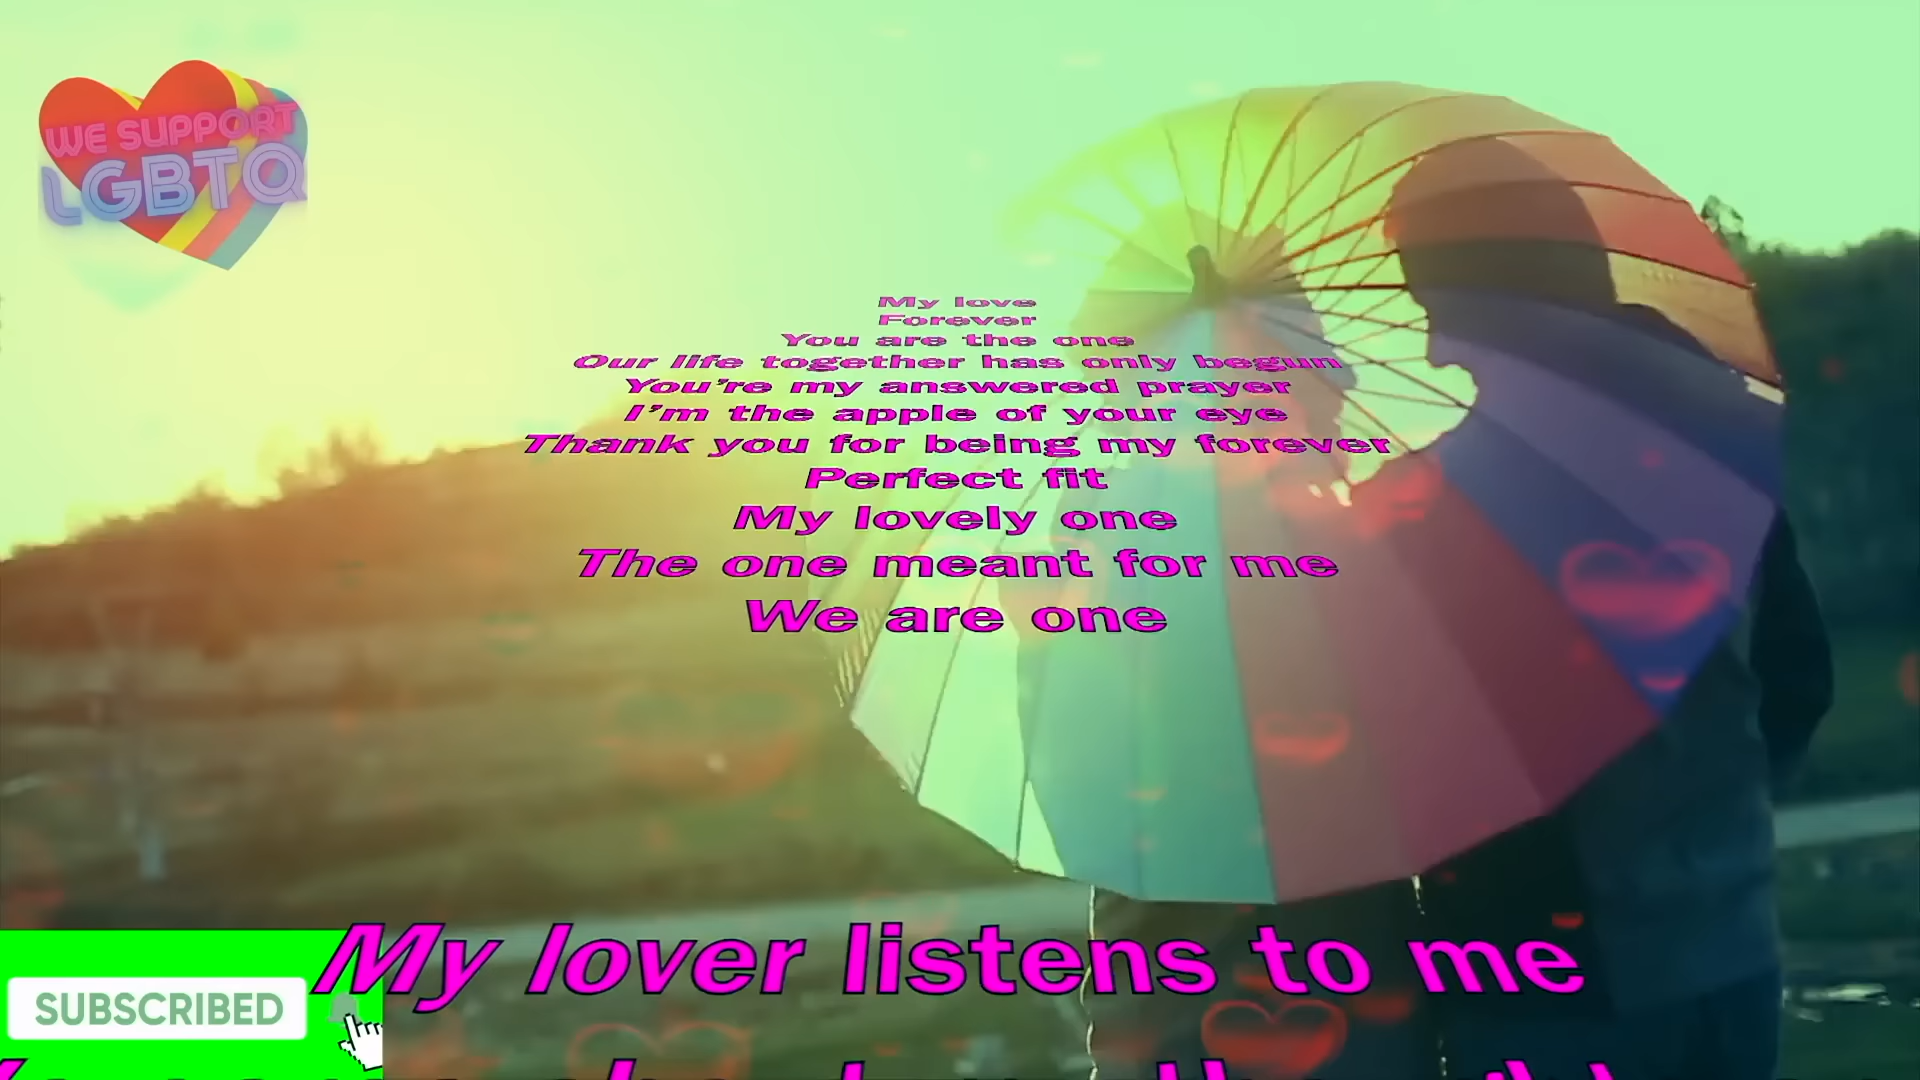 WE SUPPORT
LGBTQ
My love
Forever
You are the one
Our life together has only begun
You're my answered prayer
I'm the apple of your eye
Thank you for being my forever
Perfect fit
My lovely one
The one meant for me
We are one
My lover listens to me
SUBSCRIBED